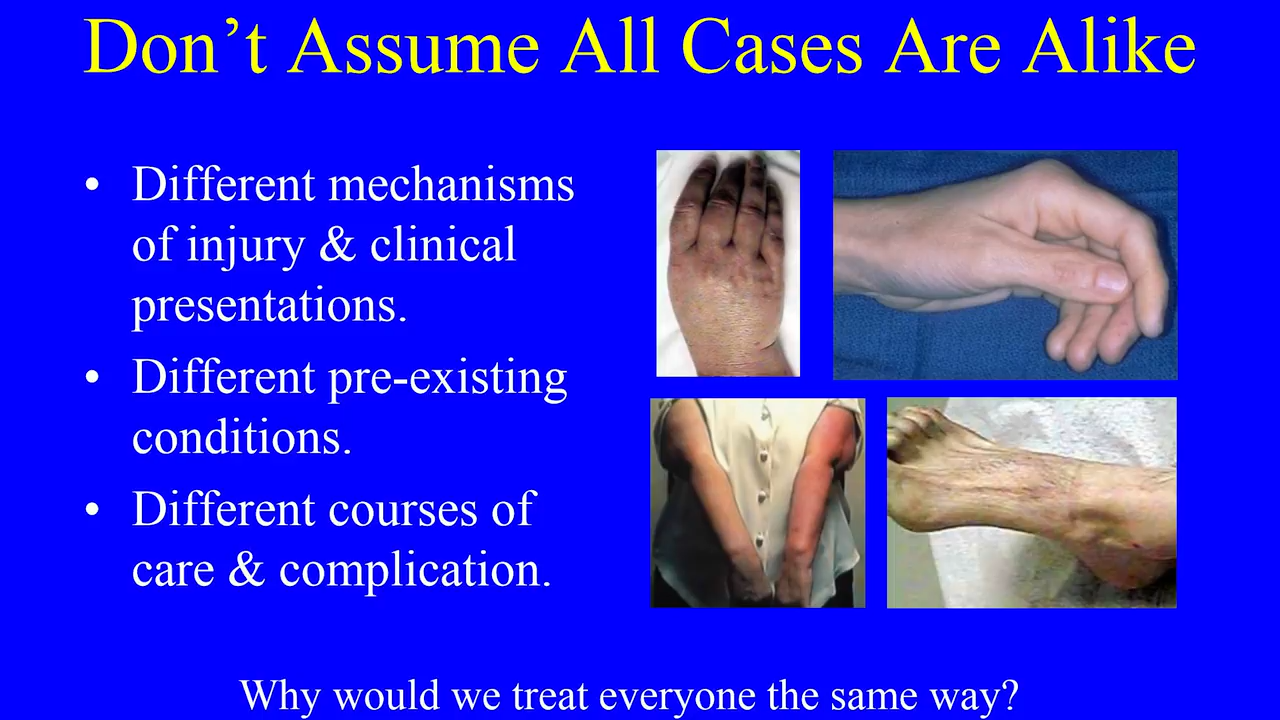 Don't Assume All Cases Are Alike
• Different mechanisms
of injury & clinical
presentations.
• Different pre-existing
conditions.
• Different courses of
care & complication.
Why would we treat everyone the same way?